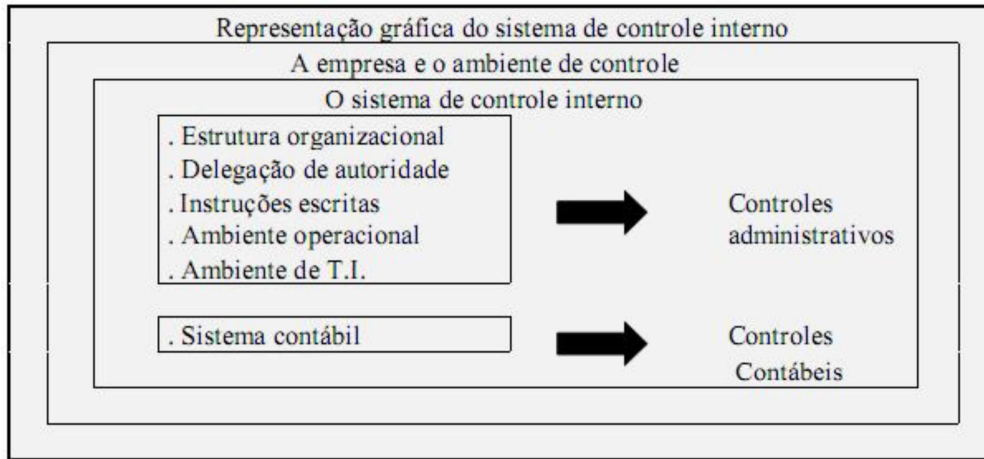 Representação gráfica do sistema de controle interno
A empresa e o ambiente de controle
O sistema de controle interno
. Estrutura organizacional
. Delegação de autoridade
. Instruções escritas
. Ambiente operacional
. Ambiente de T.I.
Controles
administrativos
. Sistema contábil
Controles
Contábeis